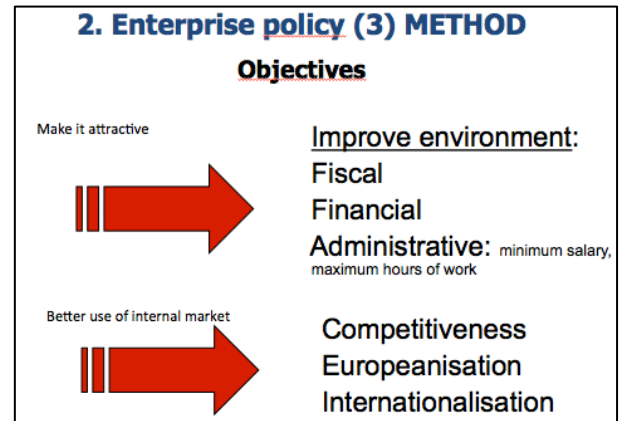 2. Enterprise policy (3) METHOD
Objectives
Make it attractive
Improve environment:
Fiscal
Financial
Administrative: minimum salary,
maximum hours of work
Better use of internal market
Competitiveness
Europeanisation
Internationalisation